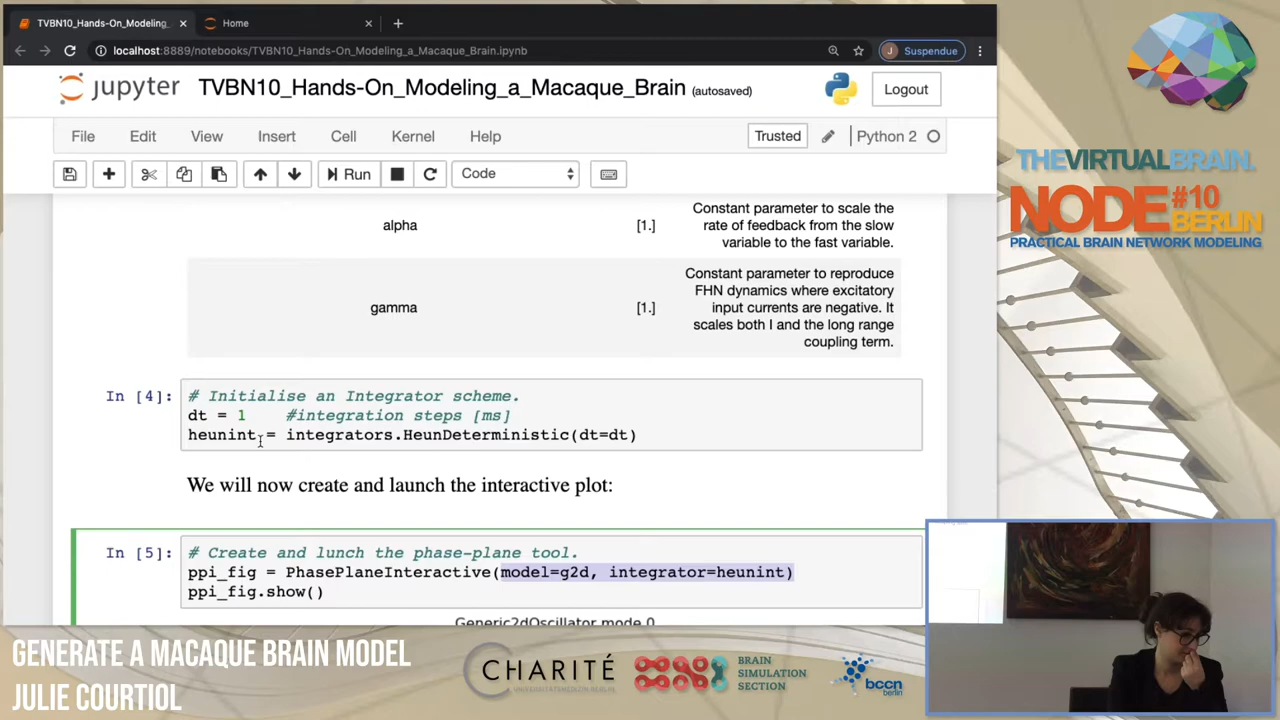 TVBN10_Hands-On_Modeling_
Home
localhost:8889/notebooks/TVBN10_Hands-On_Modeling_a_Macaque_Brain.ipynb
Suspendue
jupyter
TVBN10_Hands-On_Modeling_a_Macaque_Brain (autosaved)
Logout
File Edit View Insert Cell Kernel Help
Trusted
Python 2
Run
Code
alpha
[1.]
Constant parameter to scale the
rate of feedback from the slow
variable to the fast variable.
gamma
[1.]
Constant parameter to reproduce
FHN dynamics where excitatory
input currents are negative. It
scales both I and the long range
coupling term.
In [4]:
# Initialise an Integrator scheme.
dt = 1 #integration steps [ms]
heunint = integrators.HeunDeterministic(dt=dt)
We will now create and launch the interactive plot:
In [5]:
# Create and lunch the phase-plane tool.
ppi_fig = PhasePlaneInteractive(model=g2d, integrator=heunint)
ppi_fig.show()
Generic2dOscillator mode 0
THEVIRTUALBRAIN.
NODE #10
BERLIN
PRACTICAL BRAIN NETWORK MODELING
GENERATE A MACAQUE BRAIN MODEL
JULIE COURTIOL
CHARITÉ
UNIVERSITÄTSMEDIZIN BERLIN
BRAIN
SIMULATION
SECTION
bccn
berlin